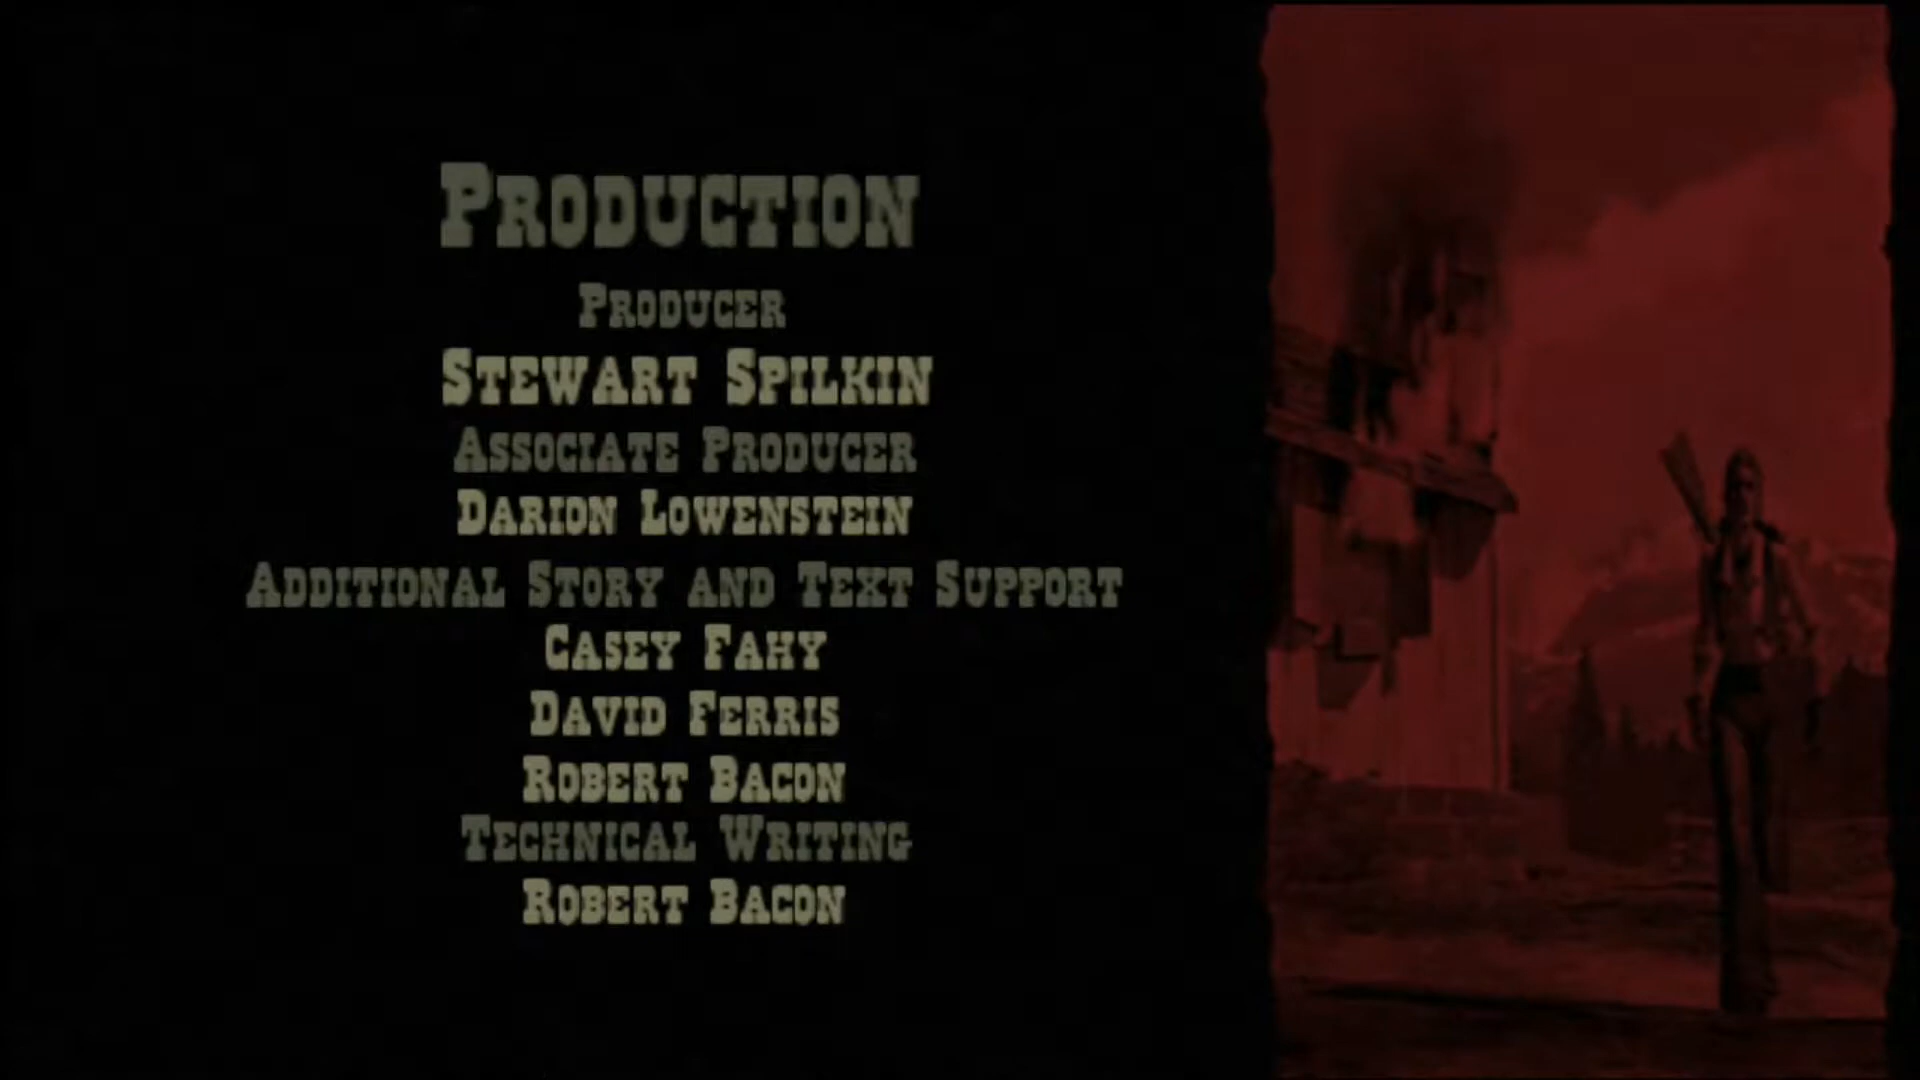 Production
Producer
Stewart Spilkin
Associate Producer
Darion Lowenstein
Additional Story and Text Support
Casey Fahy
David Ferris
Robert Bacon
Technical Writing
Robert Bacon